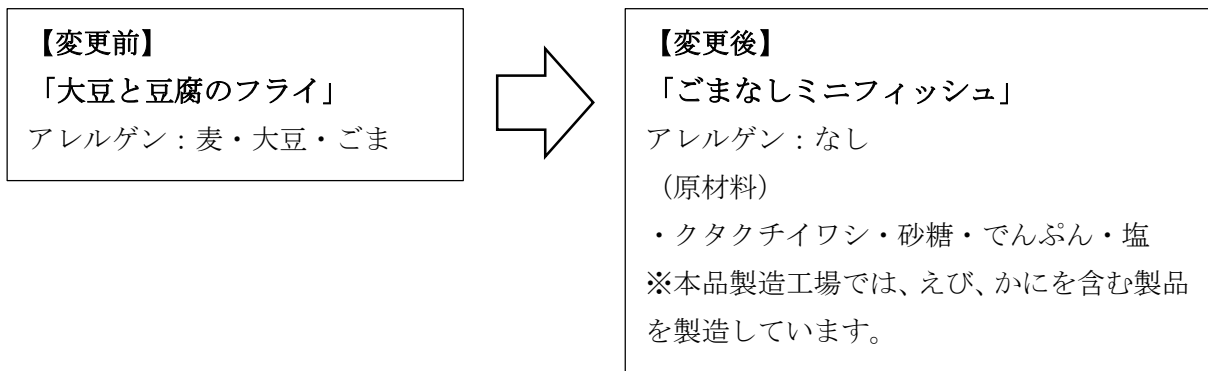 【変更前】
「大豆と豆腐のフライ」
アレルゲン：麦・大豆・ごま
【変更後】
「ごまなしミニフィッシュ」
アレルゲン：なし
（原材料）
・クタクチイワシ・砂糖・でんぷん・塩
※本品製造工場では、えび、かにを含む製品
を製造しています。